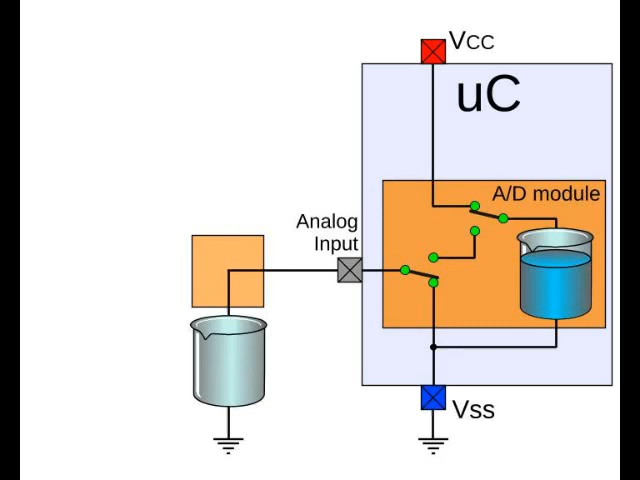 Vcc
uC
A/D module
Analog
Input
Vss